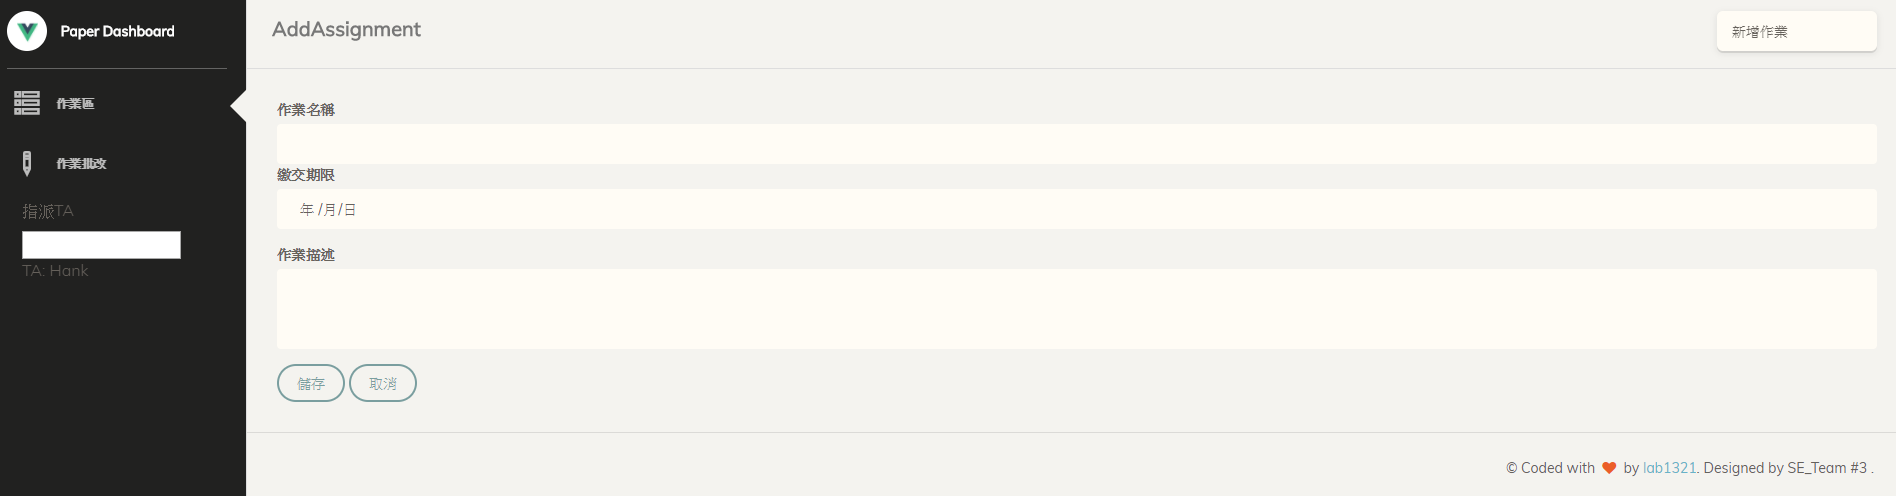 Paper Dashboard
作業區
作業批改
指派TA
TA: Hank
AddAssignment
新增作業
作業名稱
繳交期限
年 /月/日
作業描述
儲存
取消
© Coded with by lab1321. Designed by SE_Team #3 .